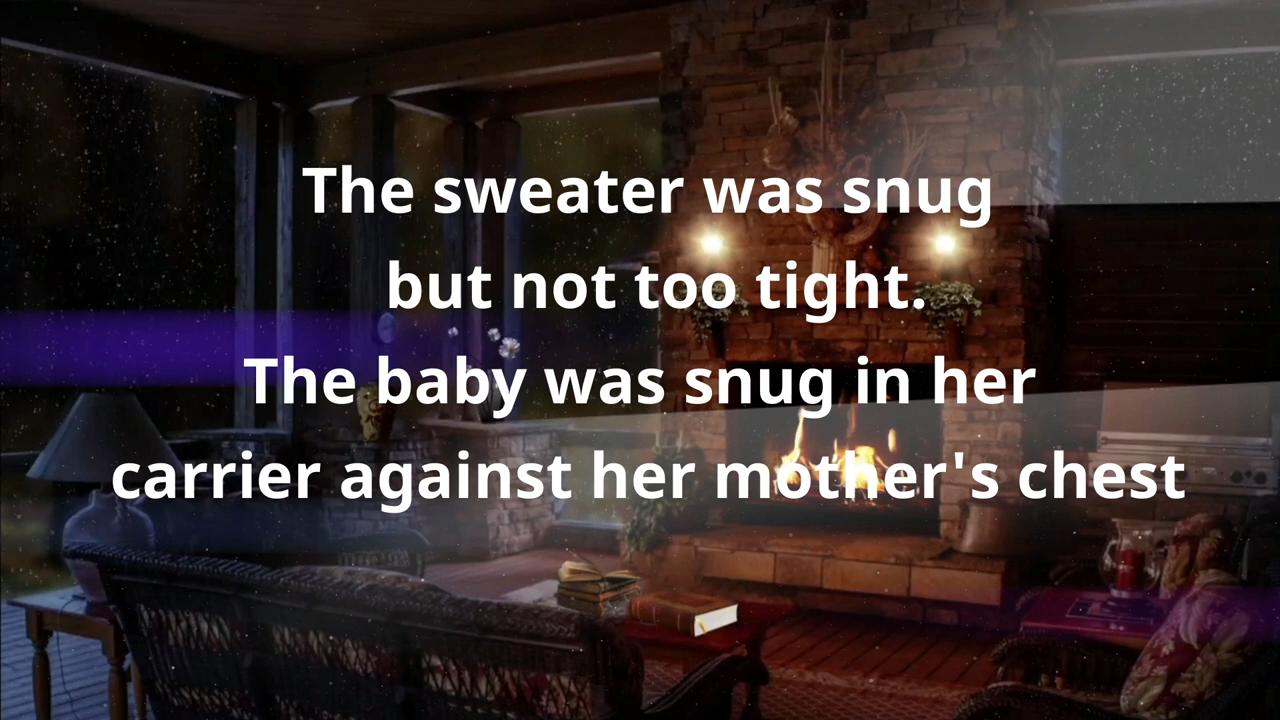 The sweater was snug
but not too tight.
The baby was snug in her
carrier against her mother's chest